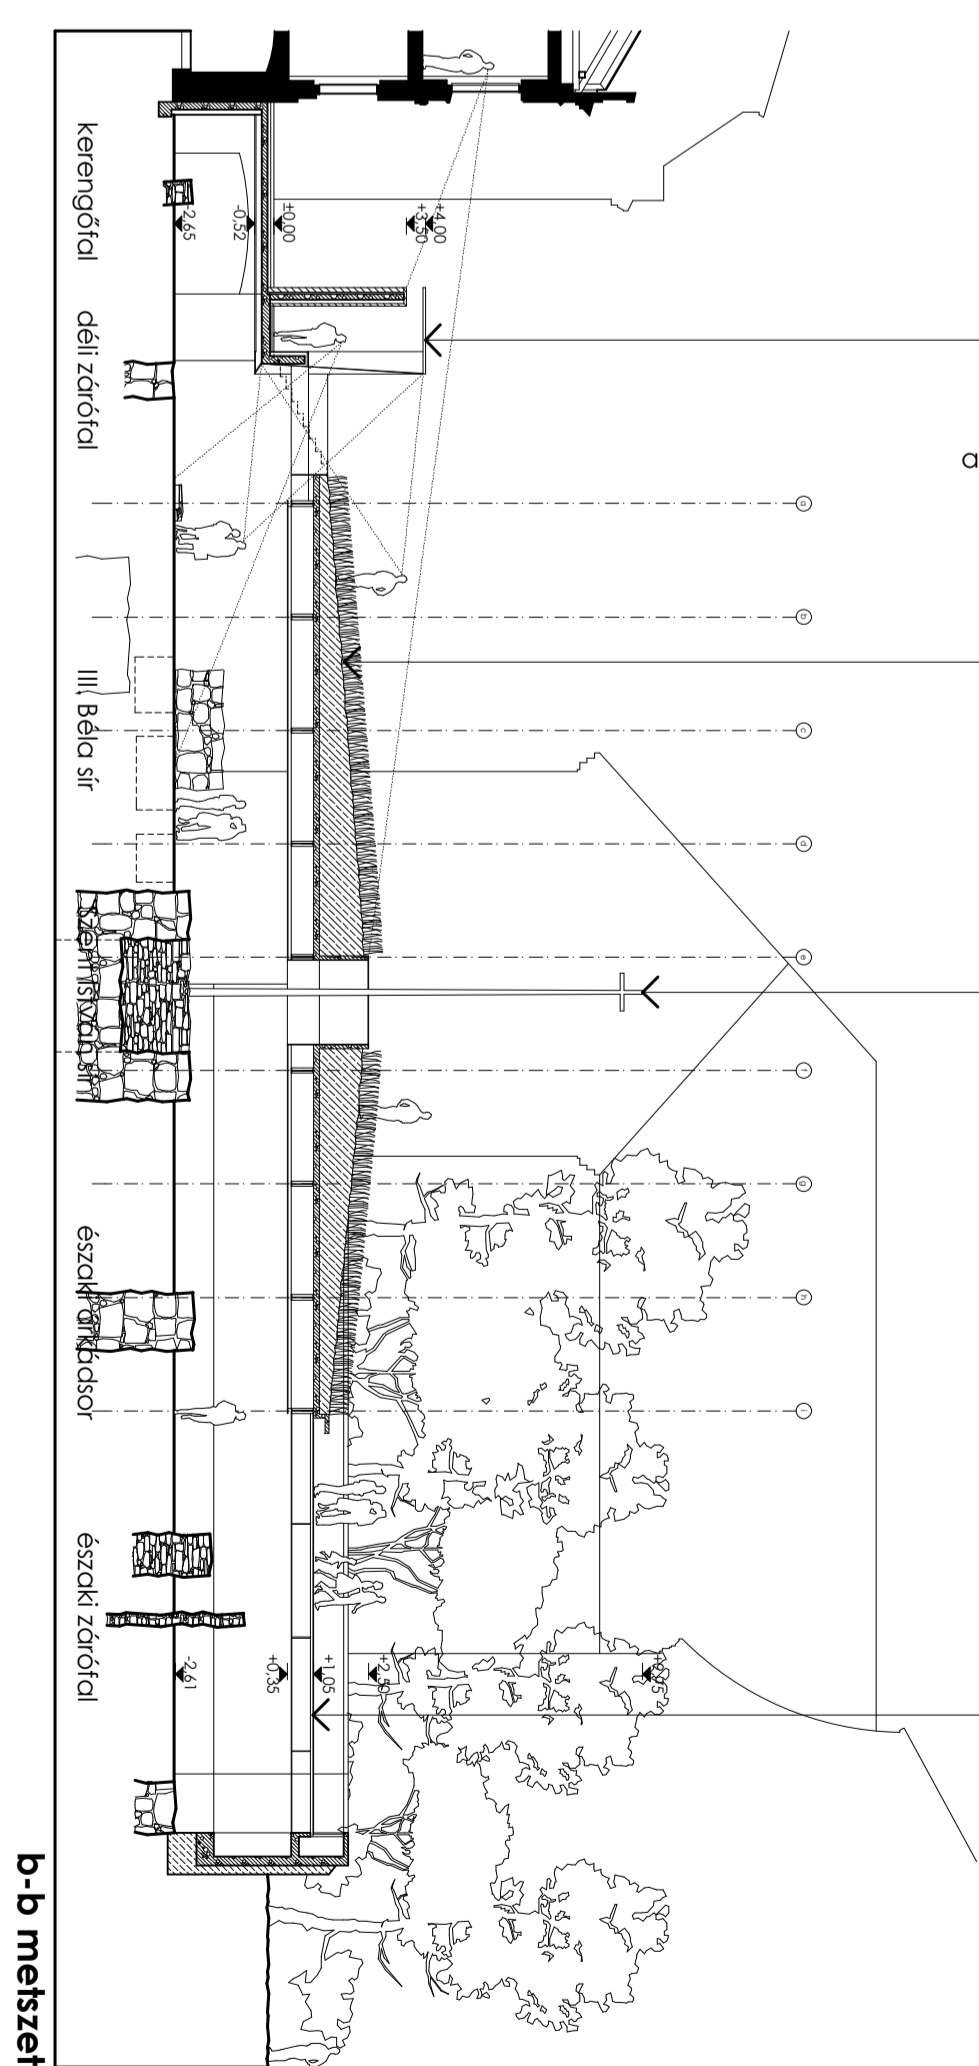 +4,00
+3,50
±0,00
-0,52
-2,65
a
a
b
c
d
e
f
g
h
i
+2,50
+1,05
+0,35
-2,61
kerengőfal
déli zárófal
III. Béla sír
Szent István sír
északi árkádsor
északi zárófal
b-b metszet